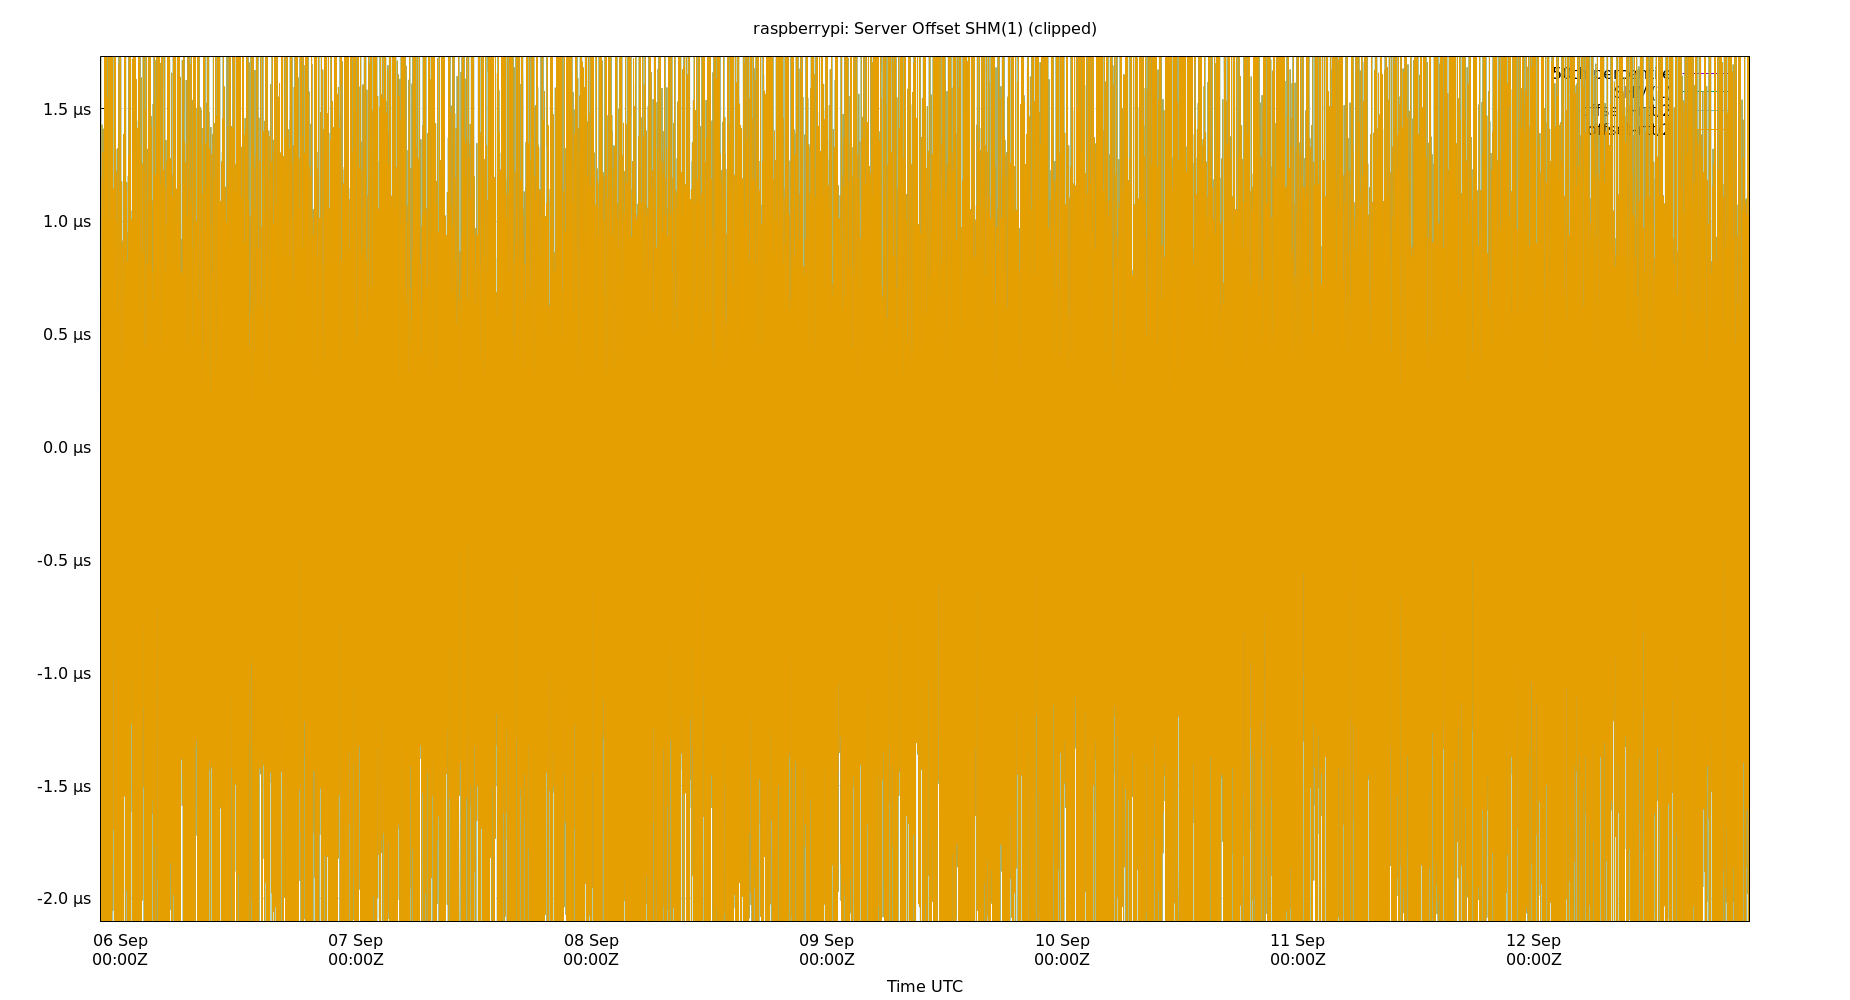 raspberrypi: Server Offset SHM(1) (clipped)
1.5 µs
1.0 µs
0.5 µs
0.0 µs
-0.5 µs
-1.0 µs
-1.5 µs
-2.0 µs
06 Sep 07 Sep 08 Sep 09 Sep 10 Sep 11 Sep 12 Sep
00:00Z 00:00Z 00:00Z 00:00Z 00:00Z 00:00Z 00:00Z
Time UTC